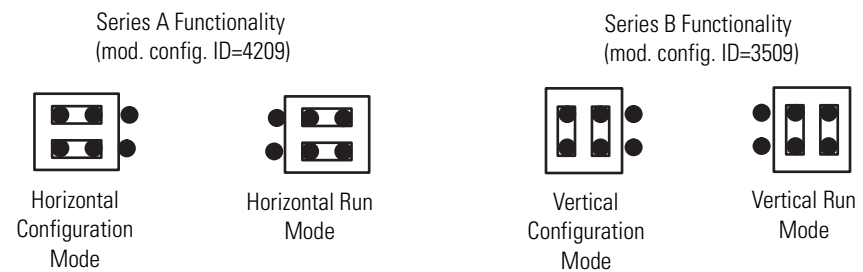 Series A Functionality
(mod. config. ID=4209)
Series B Functionality
(mod. config. ID=3509)
Horizontal
Configuration
Mode
Horizontal Run
Mode
Vertical
Configuration
Mode
Vertical Run
Mode